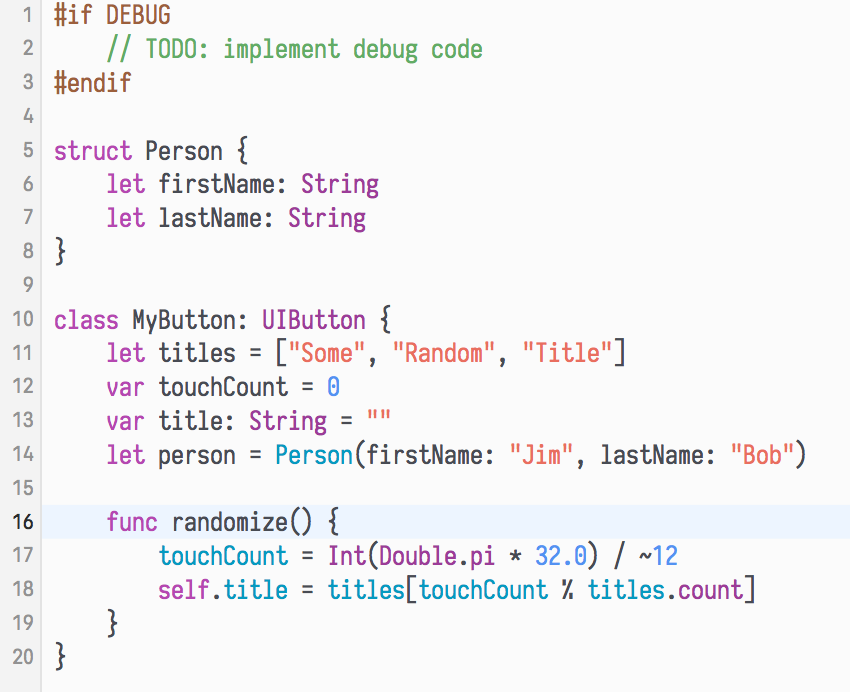 1 #if DEBUG
2     // TODO: implement debug code
3 #endif
4
5 struct Person {
6     let firstName: String
7     let lastName: String
8 }
9
10 class MyButton: UIButton {
11     let titles = ["Some", "Random", "Title"]
12     var touchCount = 0
13     var title: String = ""
14     let person = Person(firstName: "Jim", lastName: "Bob")
15
16     func randomize() {
17         touchCount = Int(Double.pi * 32.0) / ~12
18         self.title = titles[touchCount % titles.count]
19     }
20 }